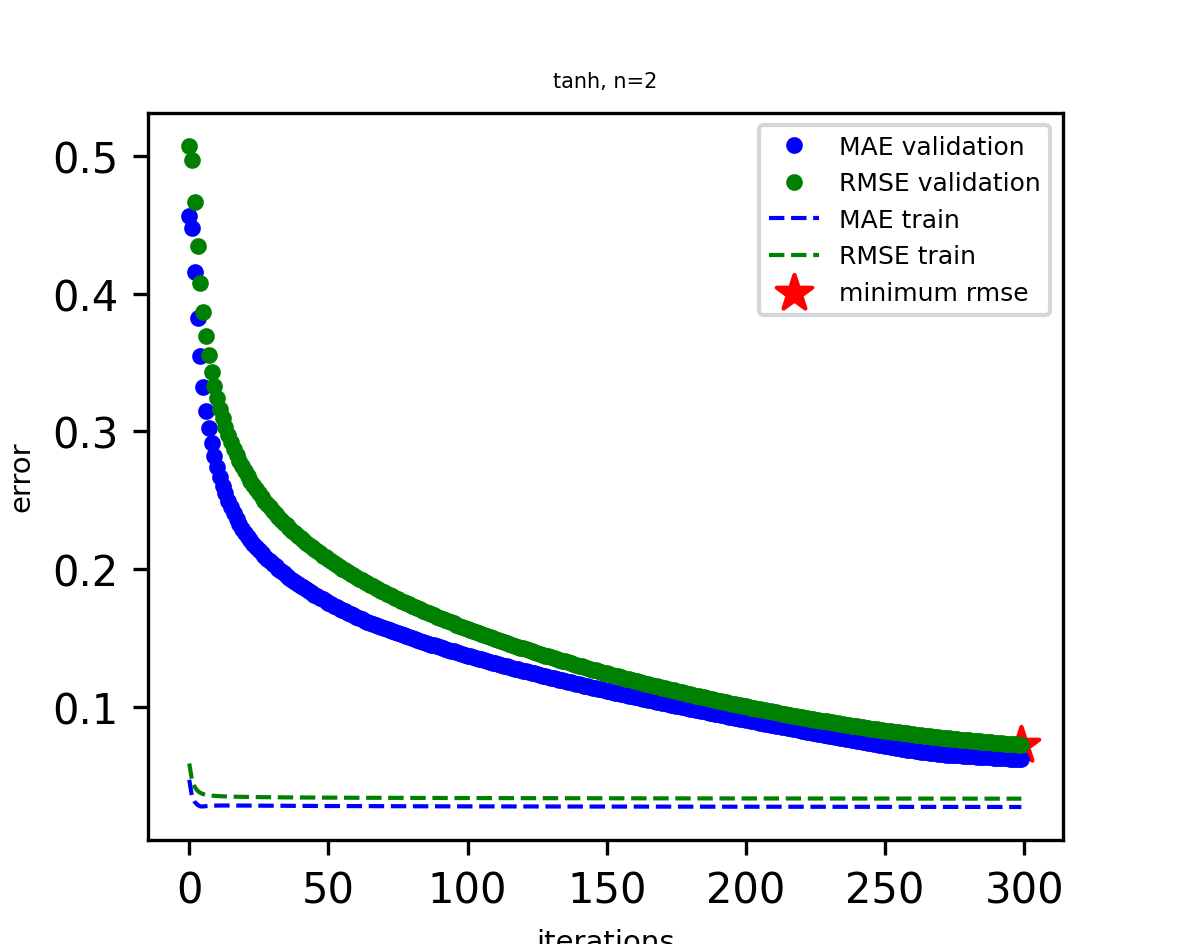 tanh, n=2
MAE validation
RMSE validation
MAE train
RMSE train
minimum rmse
error
0.5
0.4
0.3
0.2
0.1
0 50 100 150 200 250 300
iterations